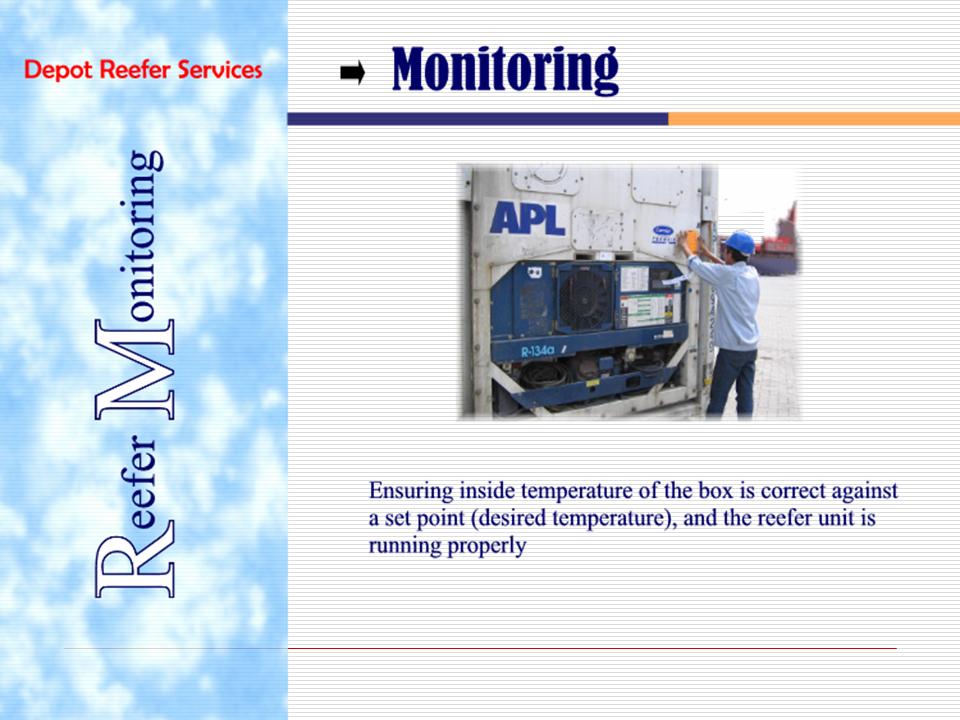 Depot Reefer Services
Monitoring
Reefer Monitoring
APL
Carrier
R-134a
Ensuring inside temperature of the box is correct against
a set point (desired temperature), and the reefer unit is
running properly